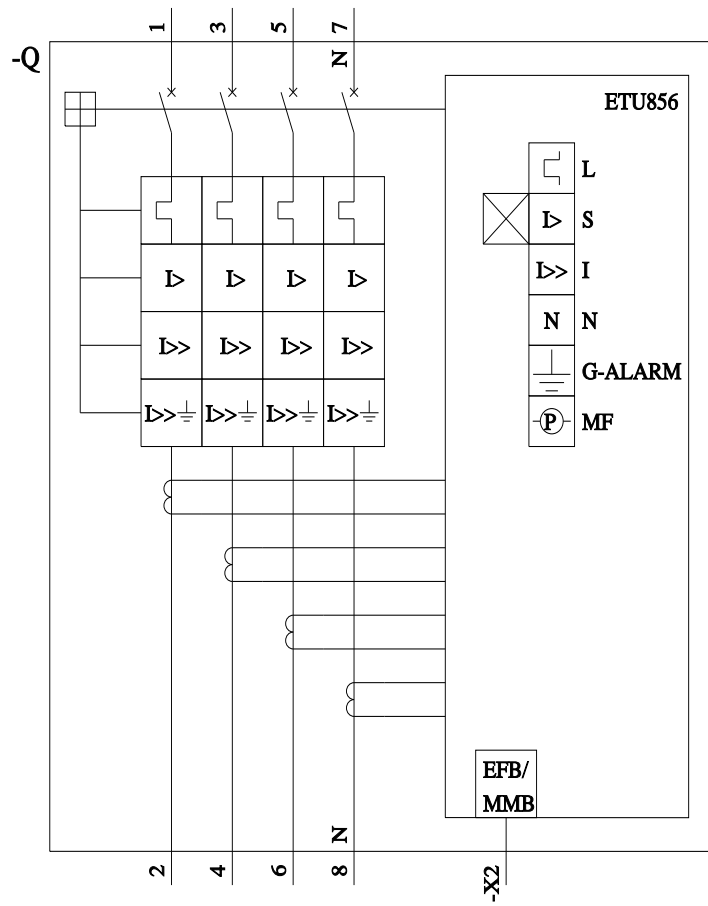 1 3 5 7
N
-Q
ETU856
L
I> S
I>> I
N N
G-ALARM
P MF
I> I> I> I>
I>> I>> I>> I>>
I>> I>> I>> I>>
EFB/
MMB
N
2 4 6 8
-X2